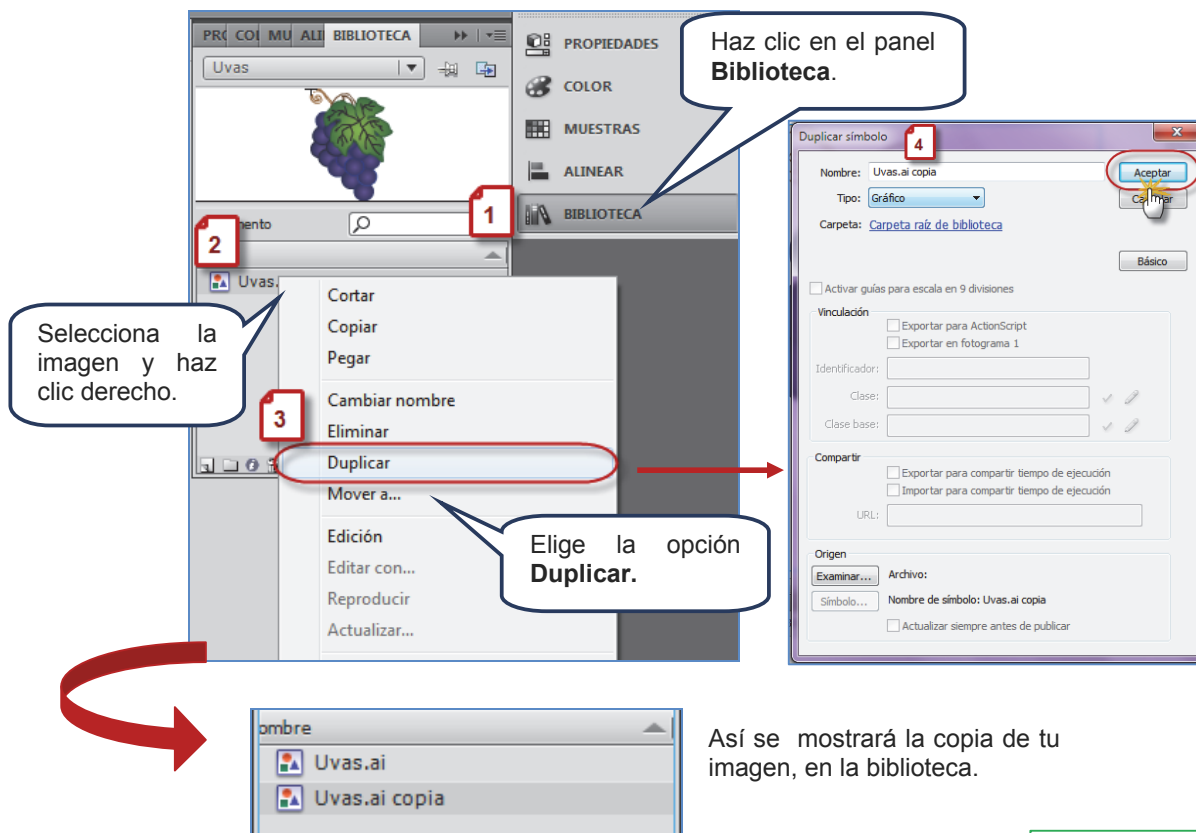 PRO COI MU ALI BIBLIOTECA
Uvas
1
2
ento
Uvas.
Selecciona la
imagen y haz
clic derecho.
3
Cortar
Copiar
Pegar
Cambiar nombre
Eliminar
Duplicar
Mover a...
Edición
Editar con...
Reproducir
Actualizar...
PROPIEDADES
COLOR
MUESTRAS
ALINEAR
BIBLIOTECA
Haz clic en el panel
Biblioteca.
Elige la opción
Duplicar.
Duplicar símbolo
4
X
Nombre: Uvas.ai copia
Aceptar
Tipo: Gráfico
Carpeta: Carpeta raíz de biblioteca
Básico
Activar guías para escala en 9 divisiones
Vinculación
Exportar para ActionScript
Exportar en fotograma 1
Identificador:
Clase:
Clase base:
Compartir
Exportar para compartir tiempo de ejecución
Importar para compartir tiempo de ejecución
URL:
Origen
Examinar... Archivo:
Símbolo... Nombre de símbolo: Uvas.ai copia
Actualizar siempre antes de publicar
ombre
Uvas.ai
Uvas.ai copia
Así se mostrará la copia de tu
imagen, en la biblioteca.